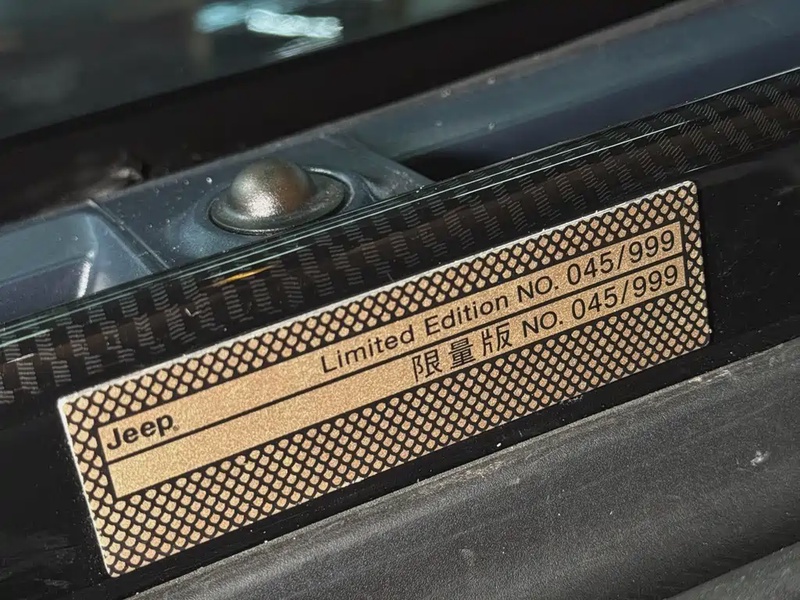 Limited Edition NO. 045/999
Jeep
限量版 NO. 045/999